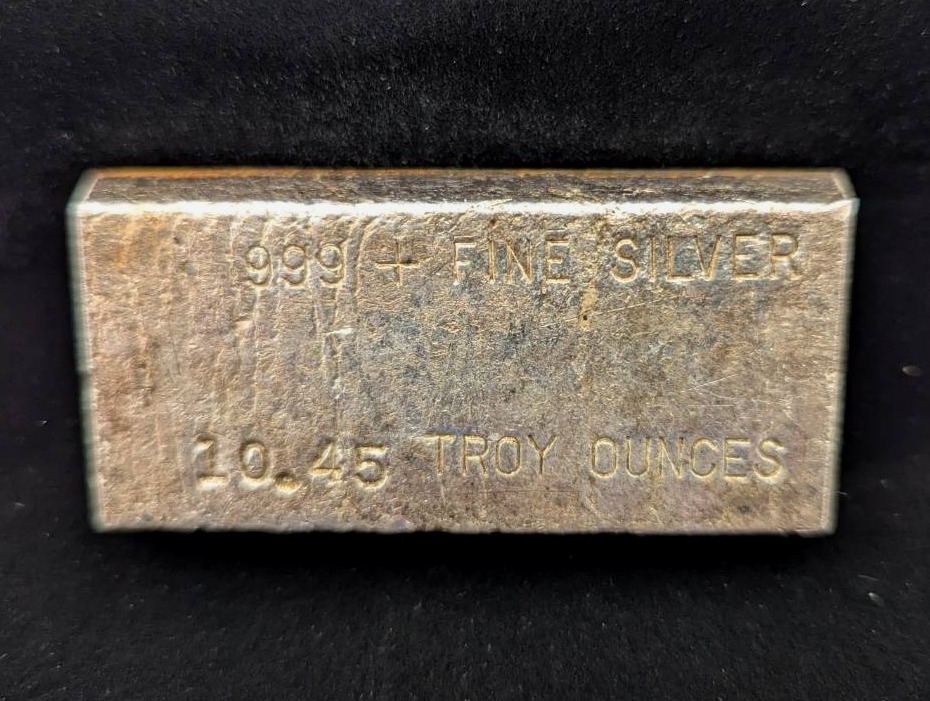 999 + FINE SILVER
10.45 TROY OUNCES